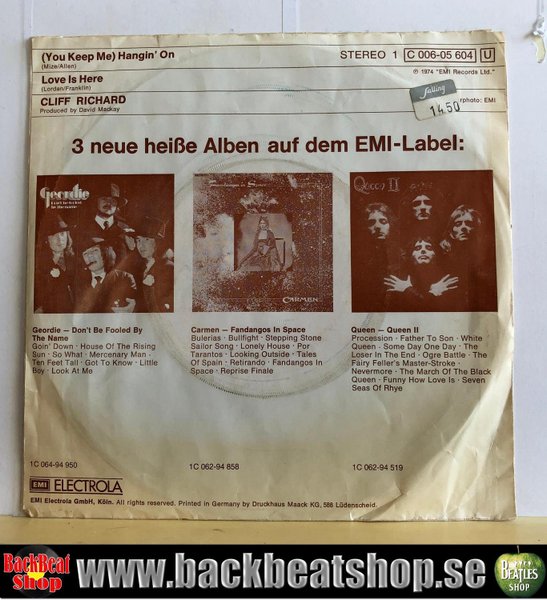 (You Keep Me) Hangin' On
(Mize/Allen)
STEREO 1 C 006-05 604 U
Love Is Here
(Lordan/Franklin)
℗ 1974 "EMI Records Ltd."
CLIFF RICHARD
Produced by David Mackay
rphoto: EMI
falling
14.50
3 neue heiße Alben auf dem EMI-Label:
Geordie
Don't Be Fooled
By The Name
Fandangos in Space
CARMEN
Queen II
Geordie — Don't Be Fooled By
The Name
Goin' Down · House Of The Rising
Sun · So What · Mercenary Man ·
Ten Feet Tall · Got To Know · Little
Boy · Look At Me
Carmen — Fandangos In Space
Bulerias · Bullfight · Stepping Stone
Sailor Song · Lonely House · Por
Tarantos · Looking Outside · Tales
Of Spain · Retirando · Fandangos In
Space · Reprise Finale
Queen — Queen II
Procession · Father To Son · White
Queen · Some Day One Day · The
Loser In The End · Ogre Battle · The
Fairy Feller's Master-Stroke ·
Nevermore · The March Of The Black
Queen · Funny How Love Is · Seven
Seas Of Rhye
1C 064-94 950
1C 062-94 858
1C 062-94 519
EMI ELECTROLA
EMI Electrola GmbH, Köln. All rights reserved. Printed in Germany by Druckhaus Maack KG, 588 Lüdenscheid.
BackBeat
Shop
www.backbeatshop.se
BEATLES
SHOP